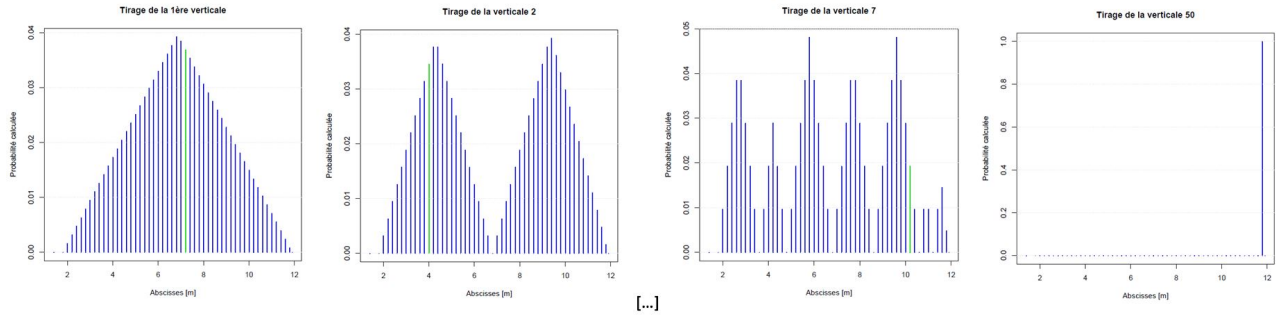 Tirage de la 1ère verticale
Probabilité calculée
0.04
0.03
0.02
0.01
0.00
2 4 6 8 10 12
Abscisses [m]
Tirage de la verticale 2
Probabilité calculée
0.04
0.03
0.02
0.01
0.00
2 4 6 8 10 12
Abscisses [m]
[...]
Tirage de la verticale 7
Probabilité calculée
0.05
0.04
0.03
0.02
0.01
0.00
2 4 6 8 10 12
Abscisses [m]
Tirage de la verticale 50
Probabilité calculée
1.0
0.8
0.6
0.4
0.2
0.0
2 4 6 8 10 12
Abscisses [m]